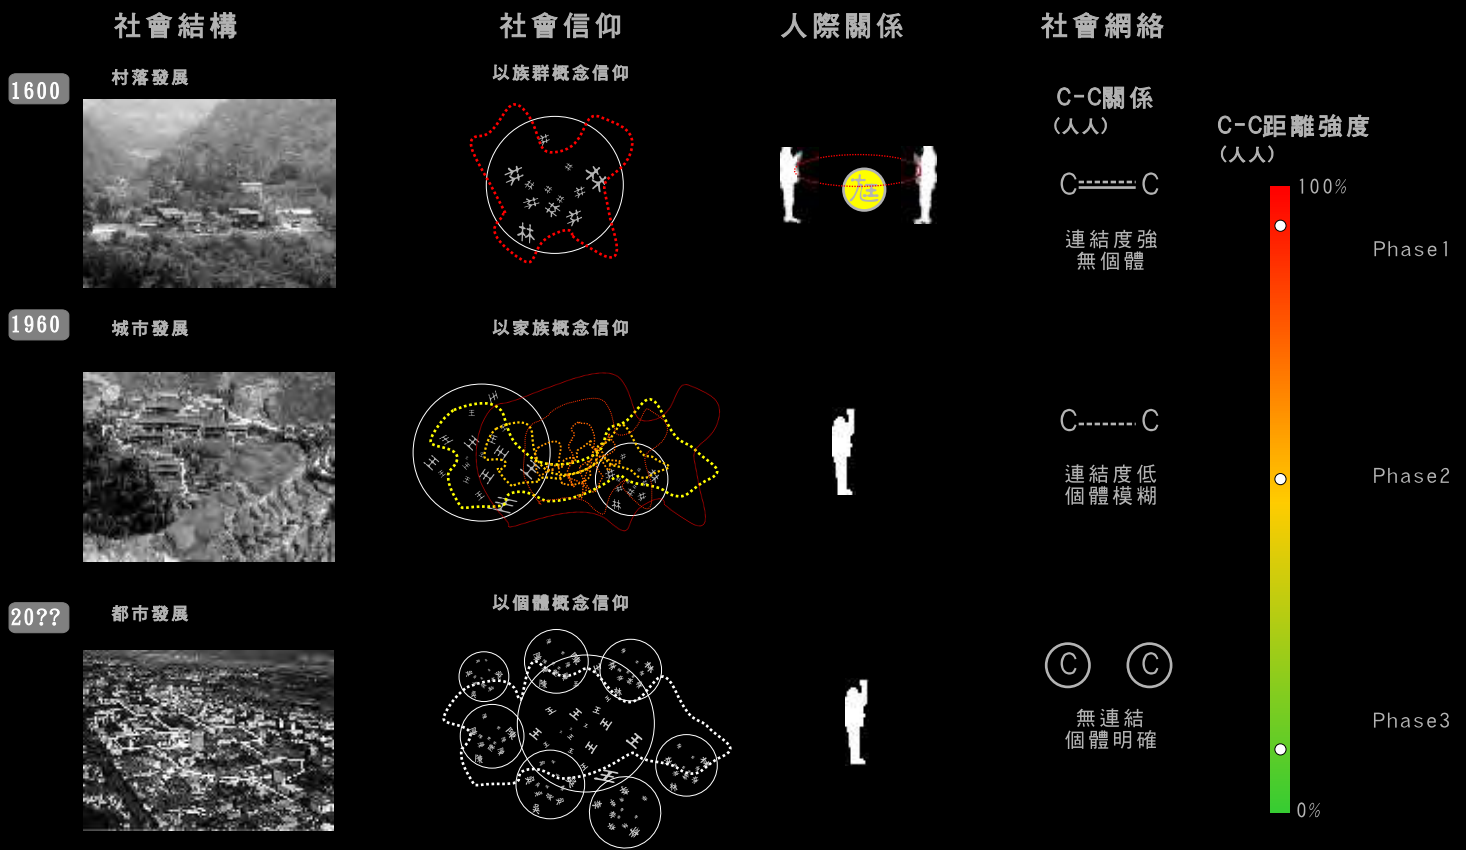 社會結構
社會信仰
人際關係
社會網絡
1600
村落發展
以族群概念信仰
C-C關係
(人人)
C-C距離強度
(人人)
100%
C C
連結度強
無個體
Phase1
1960
城市發展
以家族概念信仰
C C
連結度低
個體模糊
Phase2
20??
都市發展
以個體概念信仰
C C
無連結
個體明確
Phase3
0%